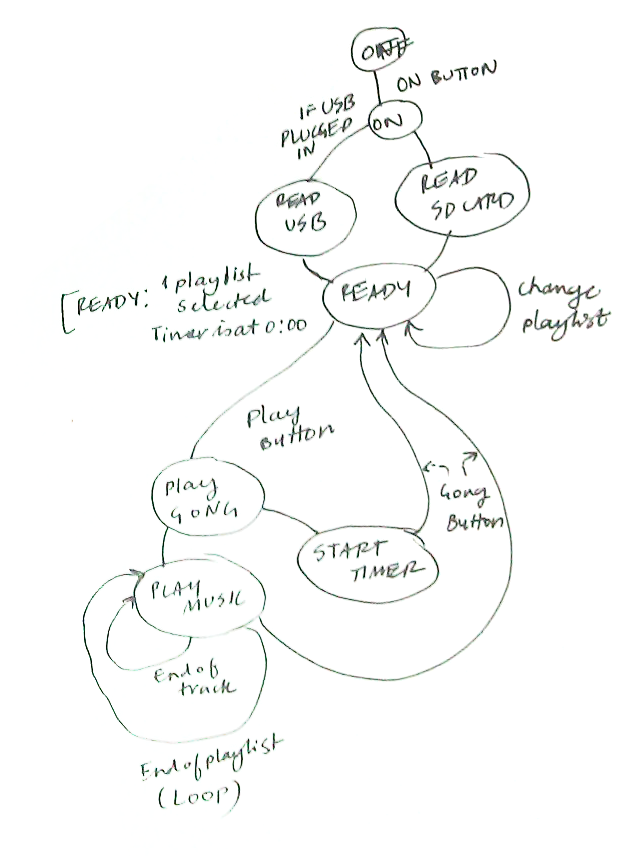 ON BUTTON
IF USB
PLUGGED
IN
ON
READ
USB
READ
SD CARD
[READY: 1 playlist
selected
Timer is at 0:00
READY
change
playlist
Play
Button
Play
GONG
Gong
Button
START
TIMER
PLAY
MUSIC
End of
track
End of playlist
(LOOP)